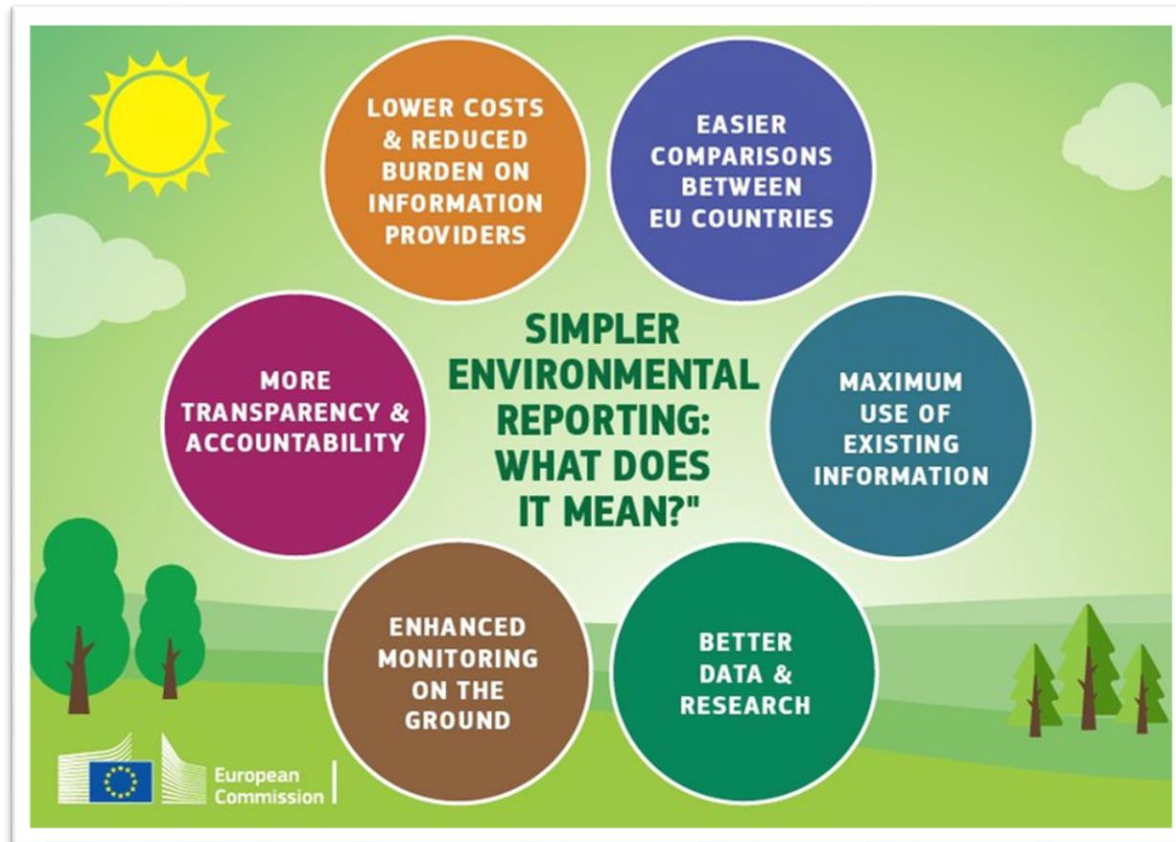 LOWER COSTS
& REDUCED
BURDEN ON
INFORMATION
PROVIDERS
EASIER
COMPARISONS
BETWEEN
EU COUNTRIES
MORE
TRANSPARENCY &
ACCOUNTABILITY
SIMPLER
ENVIRONMENTAL
REPORTING:
WHAT DOES
IT MEAN?"
MAXIMUM
USE OF
EXISTING
INFORMATION
ENHANCED
MONITORING
ON THE
GROUND
BETTER
DATA &
RESEARCH
European
Commission